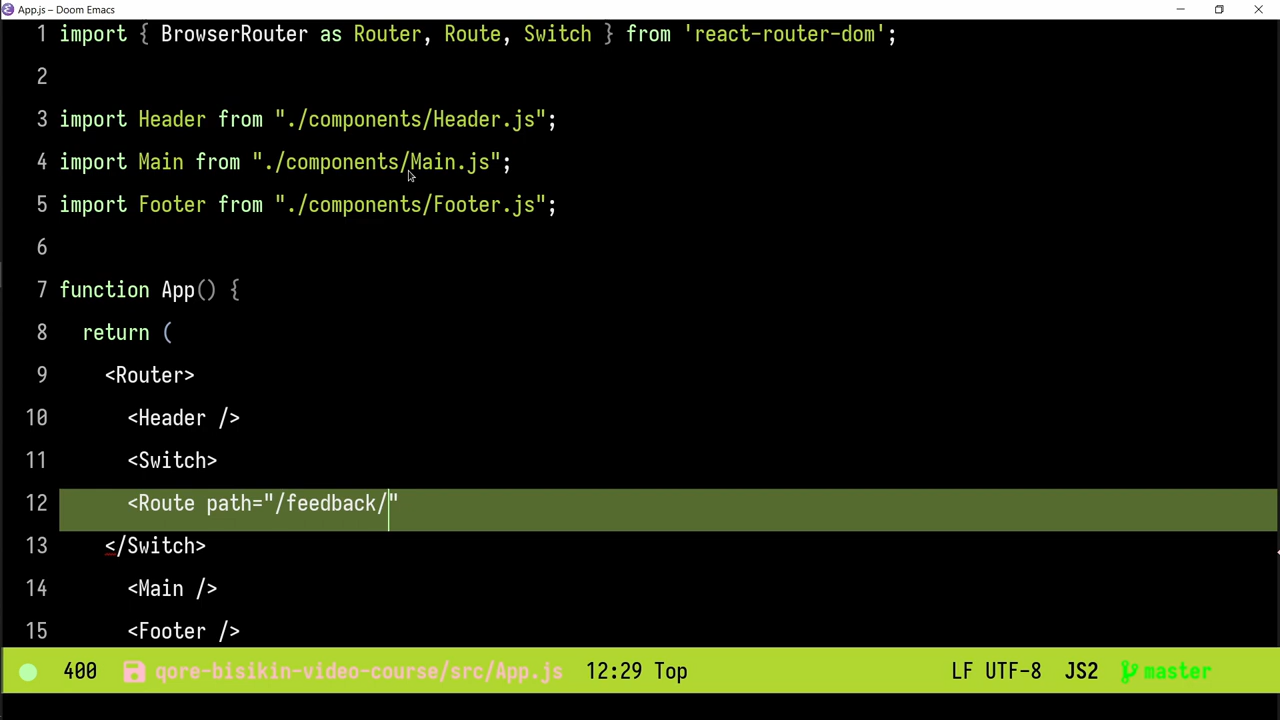 App.js – Doom Emacs
1 import { BrowserRouter as Router, Route, Switch } from 'react-router-dom';
2
3 import Header from "./components/Header.js";
4 import Main from "./components/Main.js";
5 import Footer from "./components/Footer.js";
6
7 function App() {
8 return (
9 <Router>
10 <Header />
11 <Switch>
12 <Route path="/feedback/"
13 </Switch>
14 <Main />
15 <Footer />
400 qore-bisikin-video-course/src/App.js 12:29 Top LF UTF-8 JS2 master